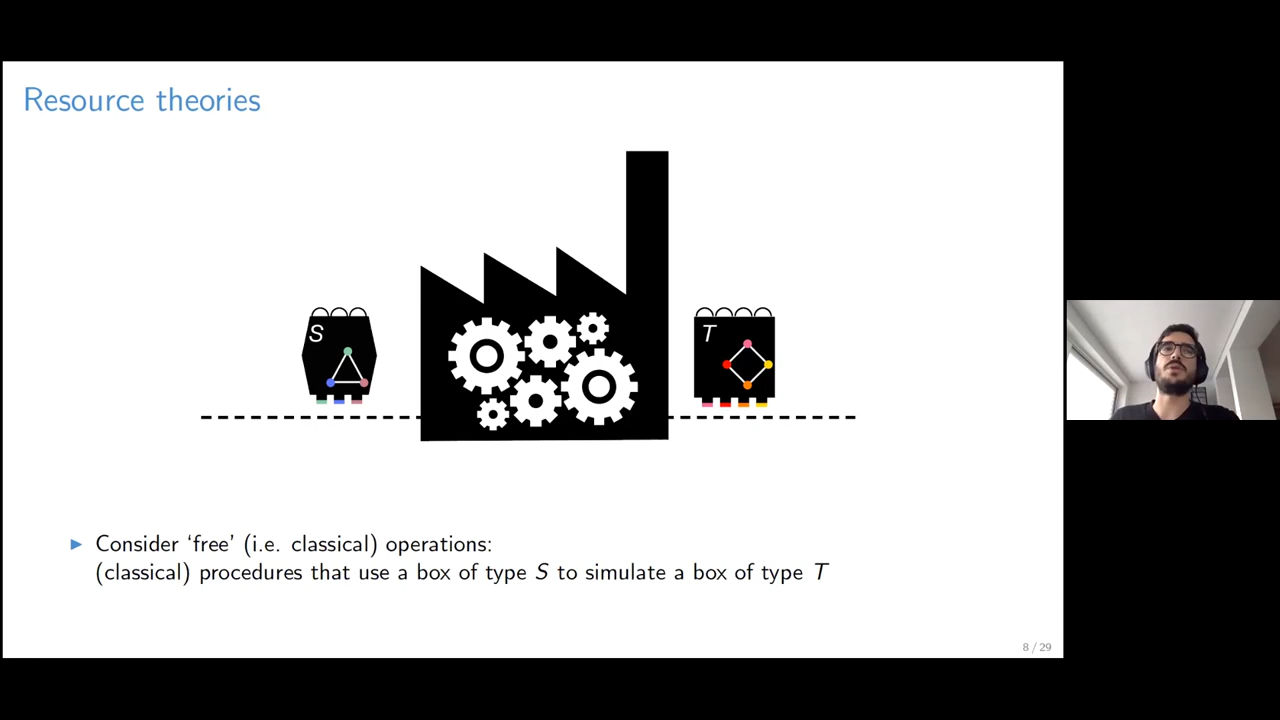 Resource theories
S
T
▶ Consider ‘free’ (i.e. classical) operations:
(classical) procedures that use a box of type S to simulate a box of type T
8 / 29